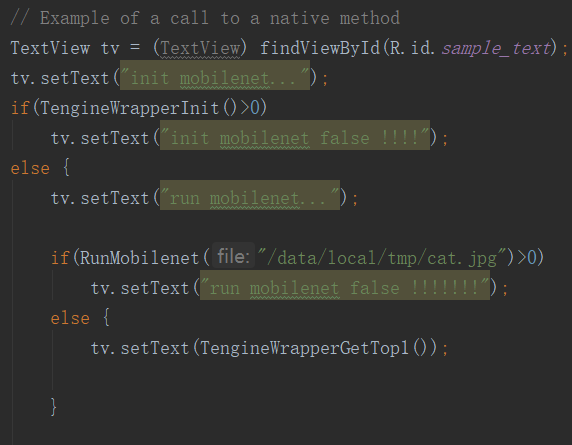 // Example of a call to a native method
TextView tv = (TextView) findViewById(R.id.sample_text);
tv.setText("init mobilenet...");
if(TengineWrapperInit()>0)
    tv.setText("init mobilenet false !!!!");
else {
    tv.setText("run mobilenet...");
    if(RunMobilenet( file: "/data/local/tmp/cat.jpg")>0)
        tv.setText("run mobilenet false !!!!!!!");
    else {
        tv.setText(TengineWrapperGetTop1());
    }